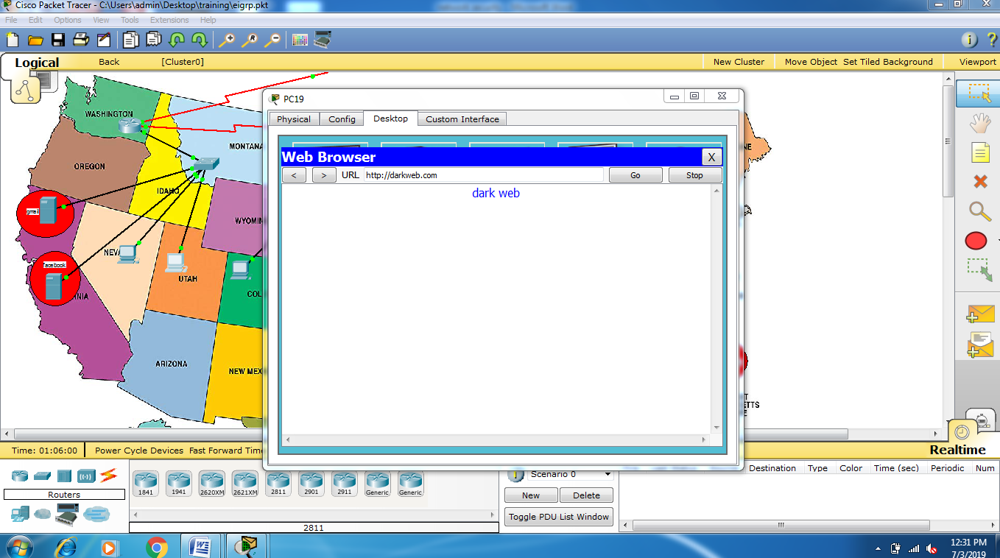 Cisco Packet Tracer - C:\Users\admin\Desktop\training\eigrp.pkt
File Edit Options View Tools Extensions Help
Logical Back [Cluster0] New Cluster Move Object Set Tiled Background Viewport
WASHINGTON
OREGON
IDAHO
MONTANA
WYOMIN
NEVA
UTAH
COL
NIA
ARIZONA
NEW MEX
gmail
facebook
NE
T
ETTS
E
PC19
Physical Config Desktop Custom Interface
Web Browser X
< > URL http://darkweb.com Go Stop
dark web
Time: 01:06:00 Power Cycle Devices Fast Forward Time
Realtime
Routers
1841 1941 2620XM 2621XM 2811 2901 2911 Generic Generic
2811
Scenario 0
New Delete
Toggle PDU List Window
Destination Type Color Time (sec) Periodic Num
12:31 PM
7/3/2019